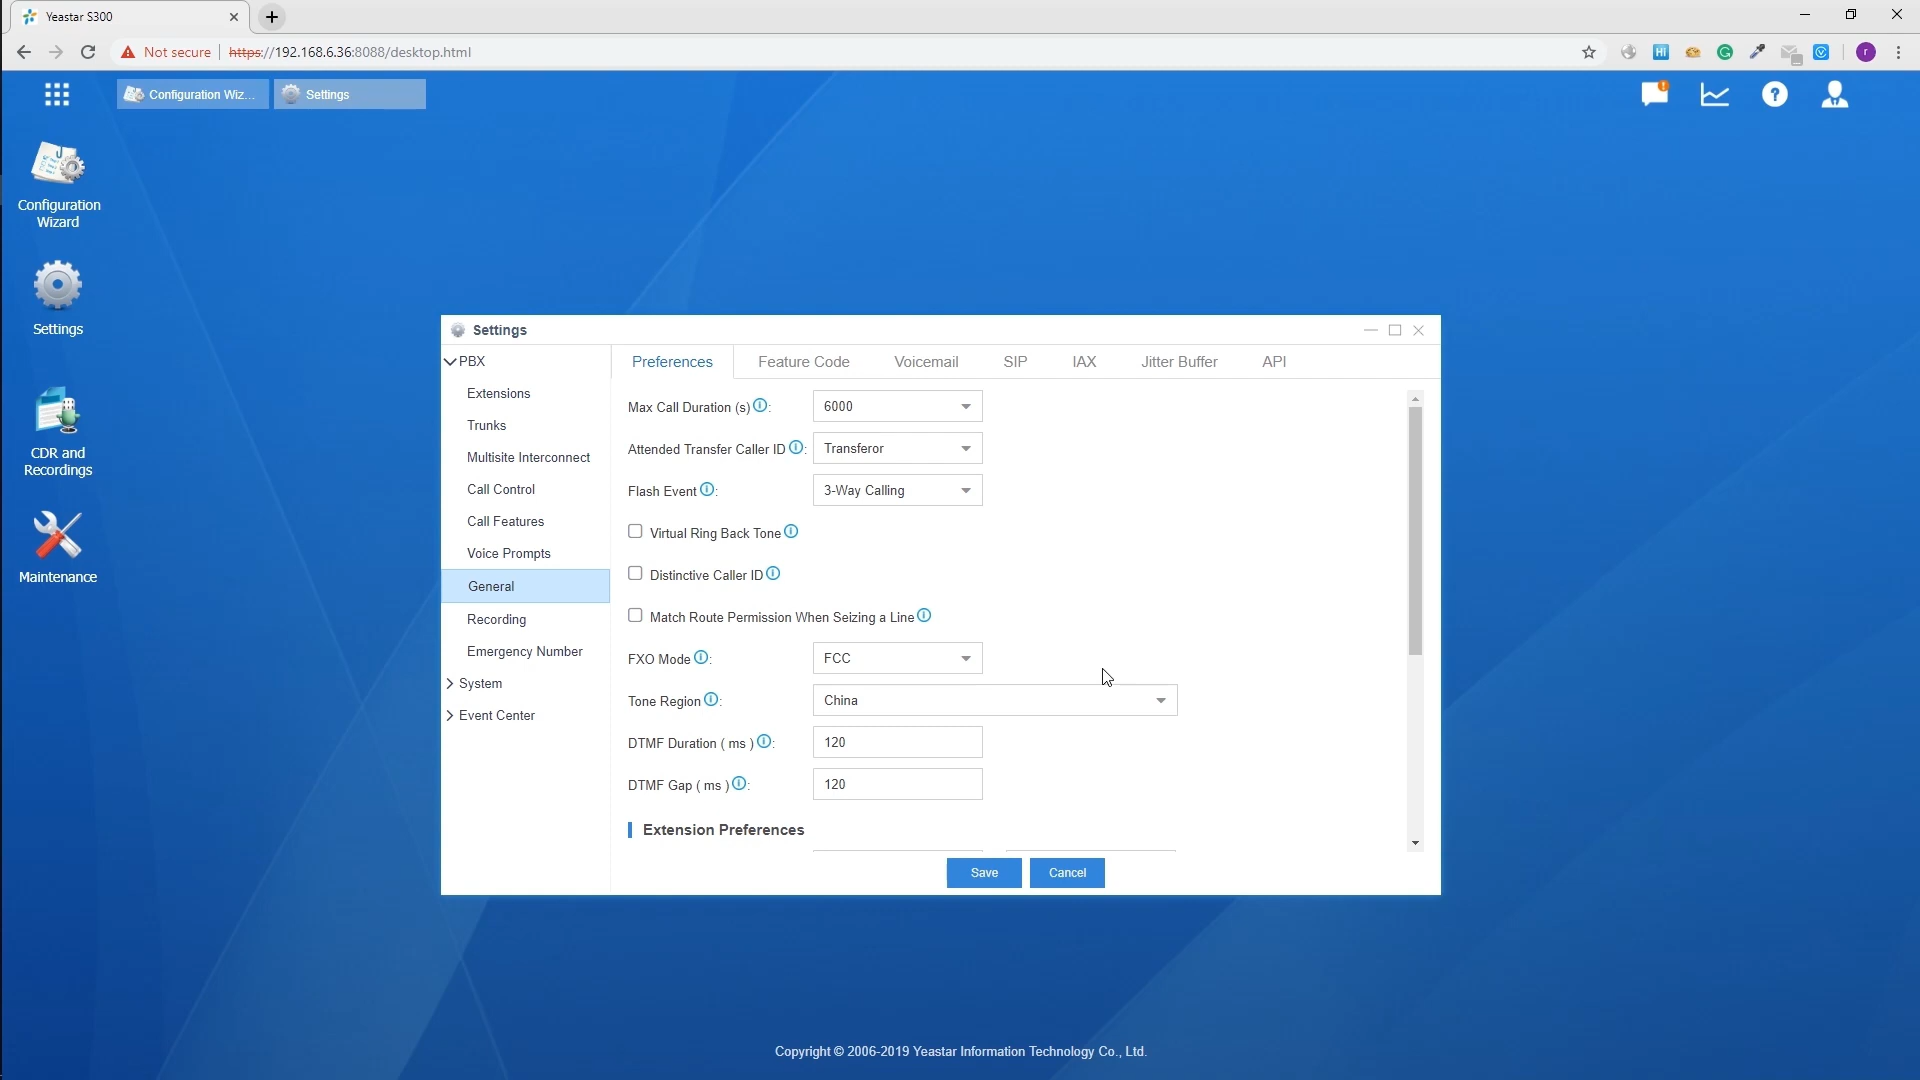 Yeastar S300
Not secure
https://192.168.6.36:8088/desktop.html
Configuration Wiz...
Settings
Configuration
Wizard
Settings
CDR and
Recordings
Maintenance
Settings
PBX
Extensions
Trunks
Multisite Interconnect
Call Control
Call Features
Voice Prompts
General
Recording
Emergency Number
System
Event Center
Preferences
Feature Code
Voicemail
SIP
IAX
Jitter Buffer
API
Max Call Duration (s) : 6000
Attended Transfer Caller ID : Transferor
Flash Event : 3-Way Calling
Virtual Ring Back Tone
Distinctive Caller ID
Match Route Permission When Seizing a Line
FXO Mode : FCC
Tone Region : China
DTMF Duration ( ms ) : 120
DTMF Gap ( ms ) : 120
Extension Preferences
Save
Cancel
Copyright © 2006-2019 Yeastar Information Technology Co., Ltd.